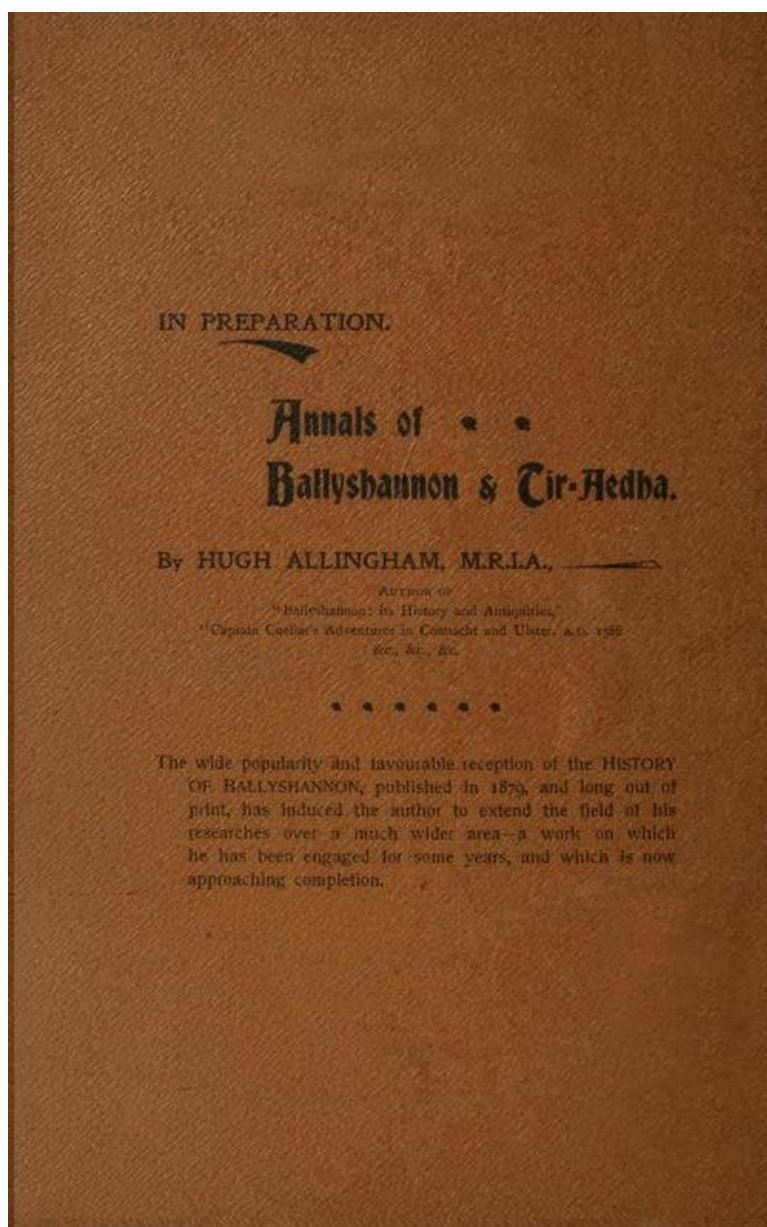 IN PREPARATION.
Annals of
Ballyshannon & Tir-Aedha.
By HUGH ALLINGHAM, M.R.I.A.,
AUTHOR OF
"Ballyshannon: its History and Antiquities,"
"Captain Cuellar's Adventures in Connacht and Ulster, A.D. 1588
&c., &c., &c.
The wide popularity and favourable reception of the HISTORY
OF BALLYSHANNON, published in 1879, and long out of
print, has induced the author to extend the field of his
researches over a much wider area—a work on which
he has been engaged for some years, and which is now
approaching completion.